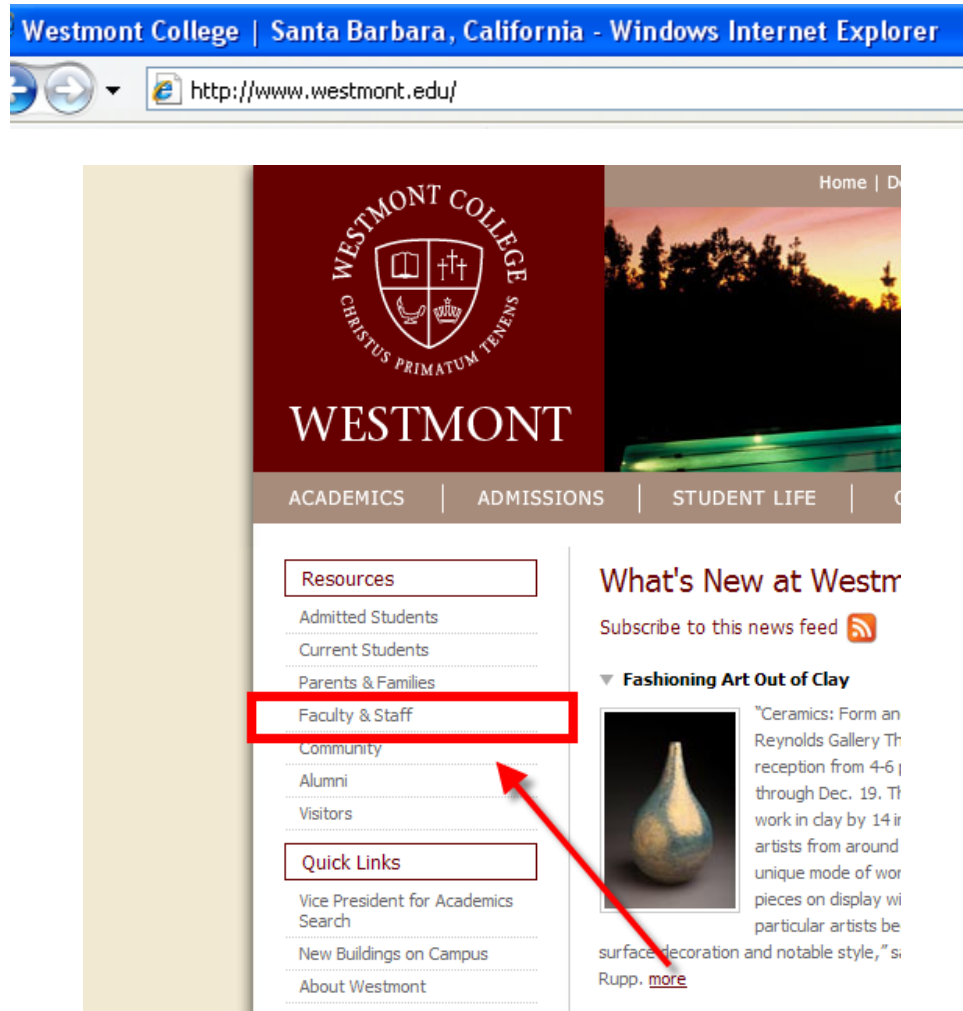 Westmont College | Santa Barbara, California - Windows Internet Explorer
http://www.westmont.edu/
Home |
WESTMONT COLLEGE
CHRISTUS PRIMATUM TENENS
WESTMONT
ACADEMICS | ADMISSIONS | STUDENT LIFE |
Resources
Admitted Students
Current Students
Parents & Families
Faculty & Staff
Community
Alumni
Visitors
Quick Links
Vice President for Academics
Search
New Buildings on Campus
About Westmont
What's New at Westm
Subscribe to this news feed
Fashioning Art Out of Clay
"Ceramics: Form an
Reynolds Gallery Th
reception from 4-6
through Dec. 19. Th
work in clay by 14
artists from around
unique mode of wor
pieces on display wi
particular artists be
surface decoration and notable style," sa
Rupp. more